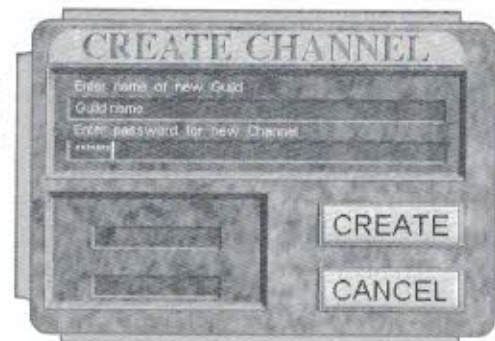 CREATE CHANNEL
Enter name of new Guild
Guild name
Enter password for new Channel
*******
CREATE
CANCEL